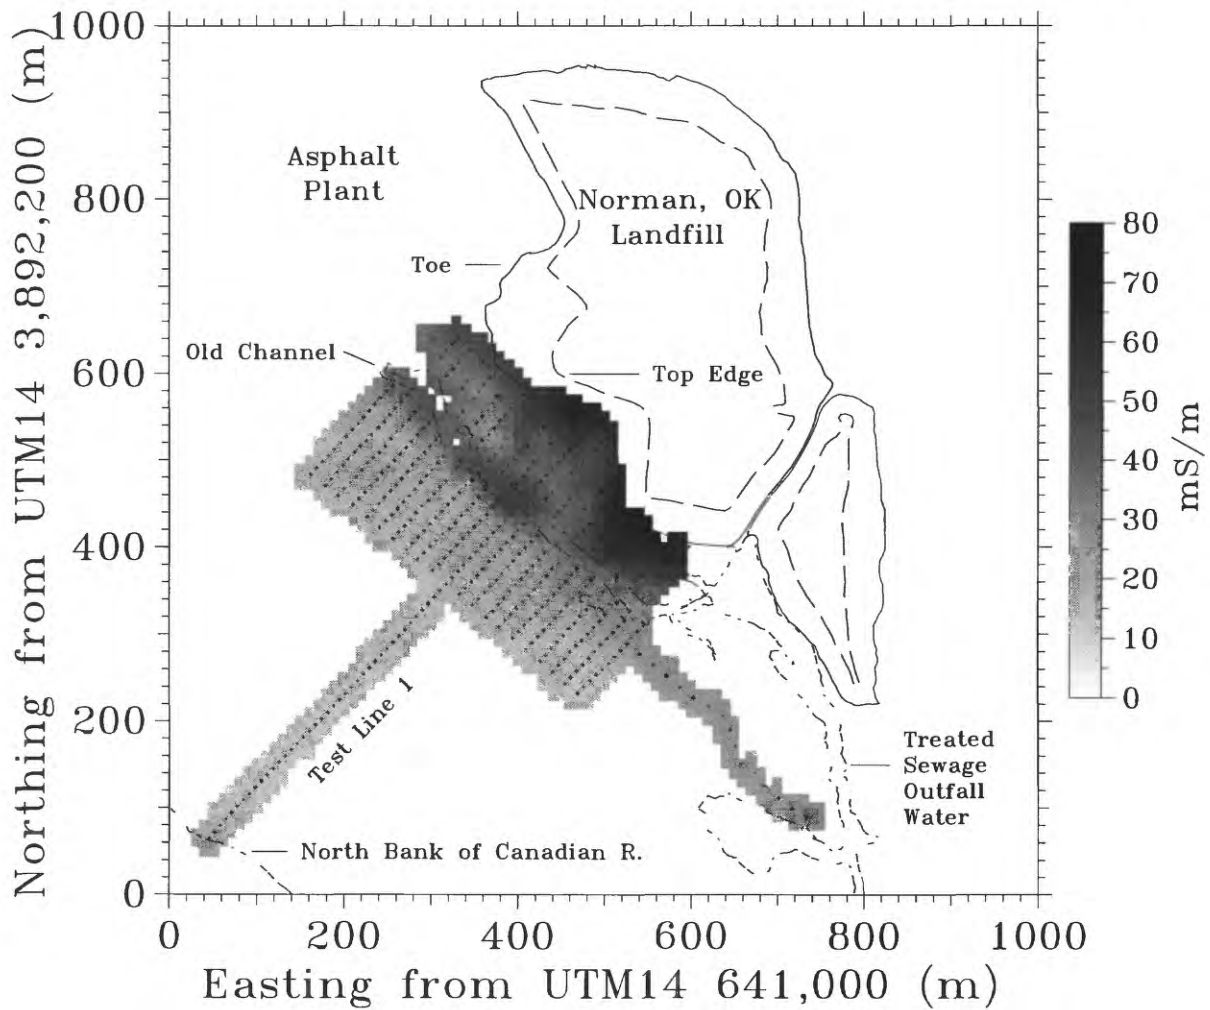 Northing from UTM14 3,892,200 (m)
1000
800
600
400
200
0
Asphalt
Plant
Norman, OK
Landfill
Toe
Old Channel
Top Edge
Test Line 1
North Bank of Canadian R.
Treated
Sewage
Outfall
Water
80
70
60
50
40
30
20
10
0
mS/m
0
200
400
600
800
1000
Easting from UTM14 641,000 (m)